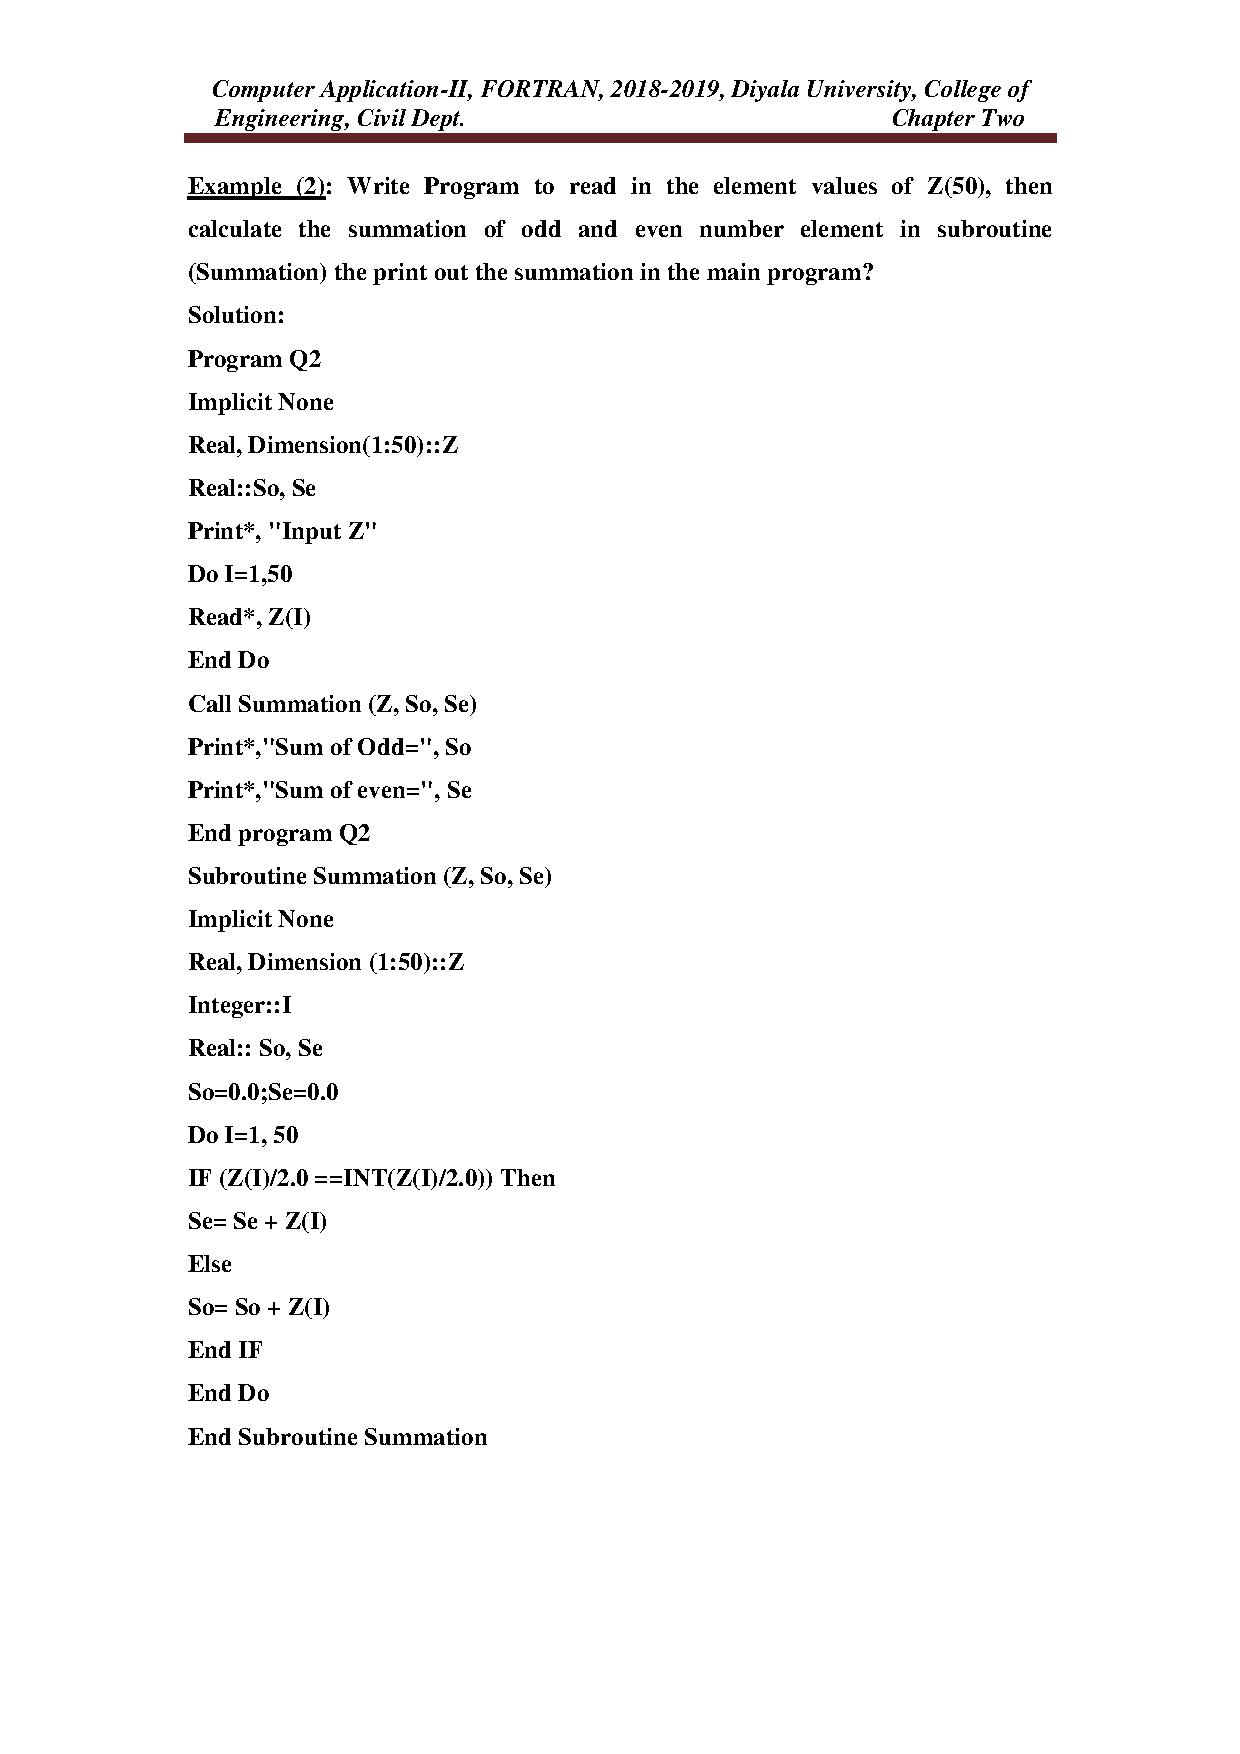 Computer Application-II, FORTRAN, 2018-2019, Diyala University, College of
Engineering, Civil Dept. Chapter Two
Example (2): Write Program to read in the element values of Z(50), then
calculate the summation of odd and even number element in subroutine
(Summation) the print out the summation in the main program?
Solution:
Program Q2
Implicit None
Real, Dimension(1:50)::Z
Real::So, Se
Print*, "Input Z"
Do I=1,50
Read*, Z(I)
End Do
Call Summation (Z, So, Se)
Print*,"Sum of Odd=", So
Print*,"Sum of even=", Se
End program Q2
Subroutine Summation (Z, So, Se)
Implicit None
Real, Dimension (1:50)::Z
Integer::I
Real:: So, Se
So=0.0;Se=0.0
Do I=1, 50
IF (Z(I)/2.0 ==INT(Z(I)/2.0)) Then
Se= Se + Z(I)
Else
So= So + Z(I)
End IF
End Do
End Subroutine Summation